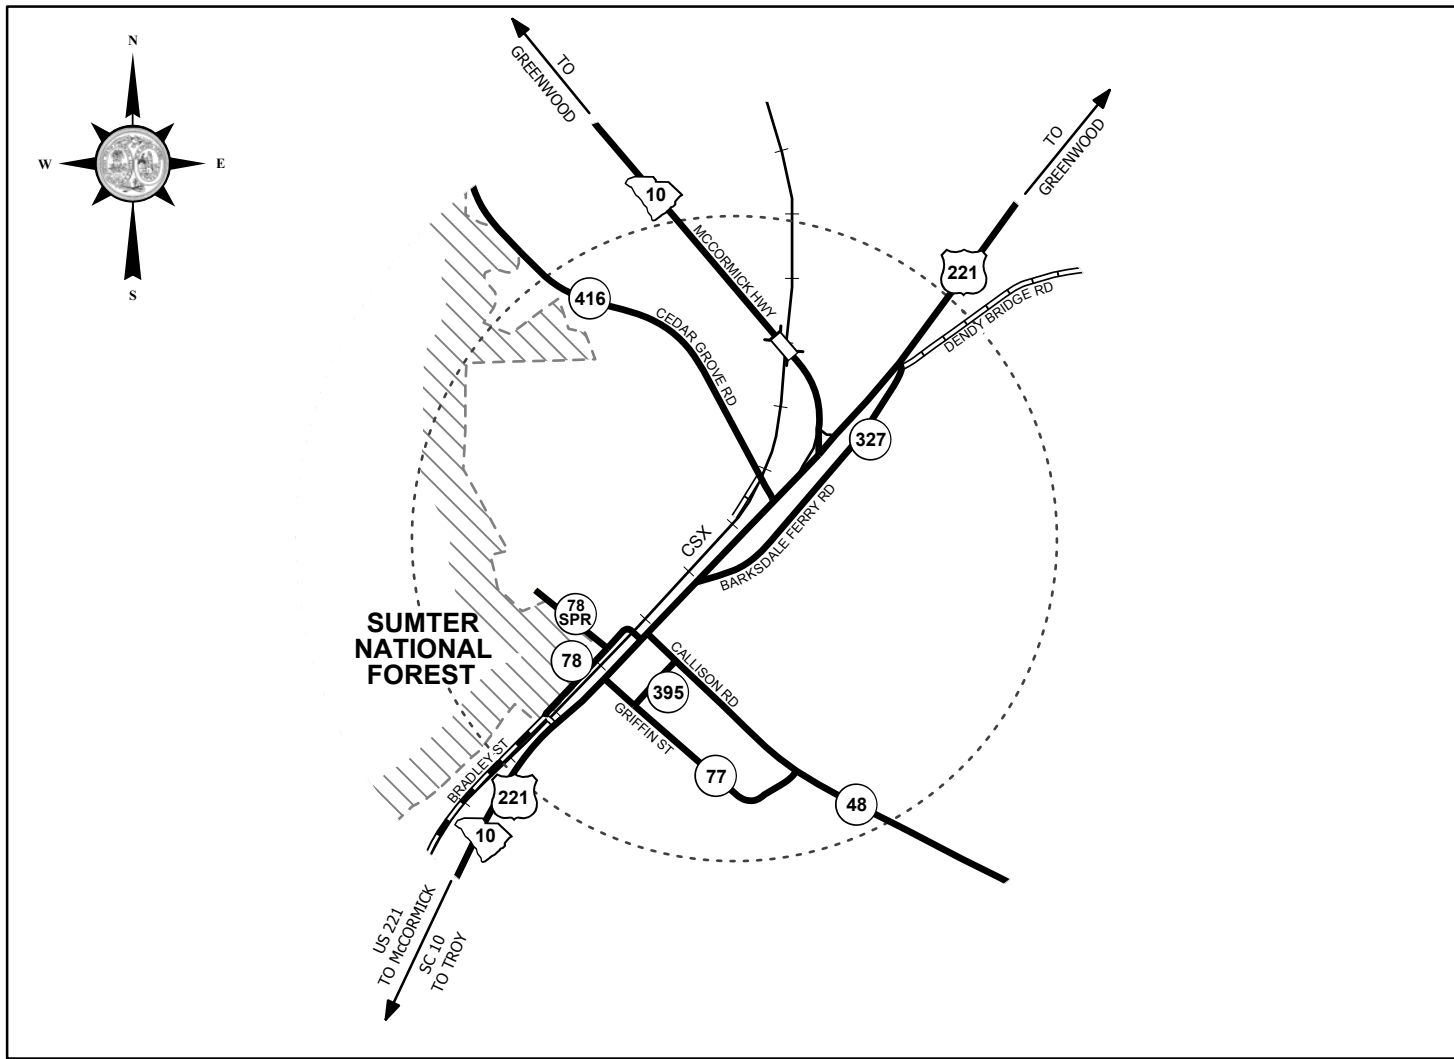 N
W
E
S
TO
GREENWOOD
TO
GREENWOOD
10
MCCORMICK HWY
221
DENDY BRIDGE RD
416
CEDAR GROVE RD
327
BARKSDALE FERRY RD
CSX
78
SPR
SUMTER
NATIONAL
FOREST
78
395
CALLISON RD
GRIFFIN ST
77
48
BRADLEY ST
221
10
US 221
TO McCORMICK
SC 10
TO TROY